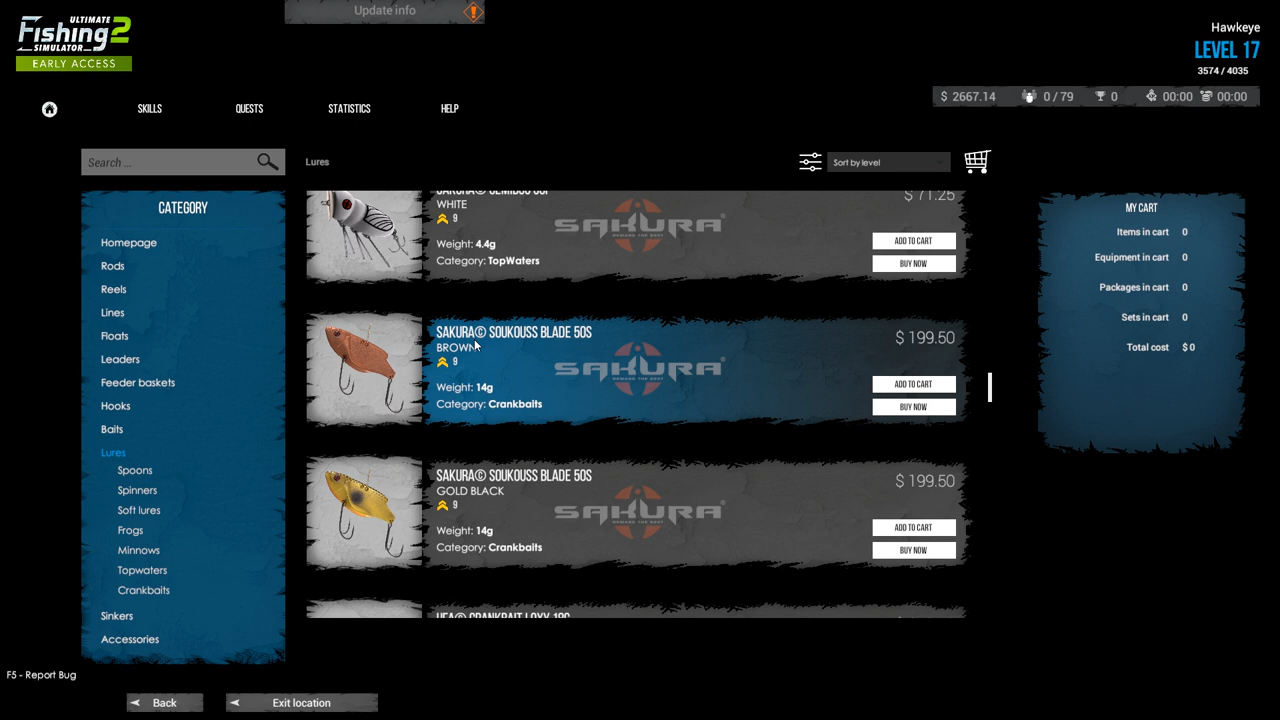 Update info
ULTIMATE
Fishing 2
SIMULATOR
EARLY ACCESS
Hawkeye
LEVEL 17
3574 / 4035
SKILLS
QUESTS
STATISTICS
HELP
$ 2667.14
0 / 79
0
00:00
00:00
Search ...
Lures
Sort by level
CATEGORY
Homepage
Rods
Reels
Lines
Floats
Leaders
Feeder baskets
Hooks
Baits
Lures
Spoons
Spinners
Soft lures
Frogs
Minnows
Topwaters
Crankbaits
Sinkers
Accessories
WHITE
9
Weight: 4.4g
Category: TopWaters
SAKURA
$ 71.25
ADD TO CART
BUY NOW
SAKURA© SOUKOUSS BLADE 50S
BROWN
9
Weight: 14g
Category: Crankbaits
SAKURA
$ 199.50
ADD TO CART
BUY NOW
SAKURA© SOUKOUSS BLADE 50S
GOLD BLACK
9
Weight: 14g
Category: Crankbaits
SAKURA
$ 199.50
ADD TO CART
BUY NOW
MY CART
Items in cart 0
Equipment in cart 0
Packages in cart 0
Sets in cart 0
Total cost $ 0
F5 - Report Bug
Back
Exit location